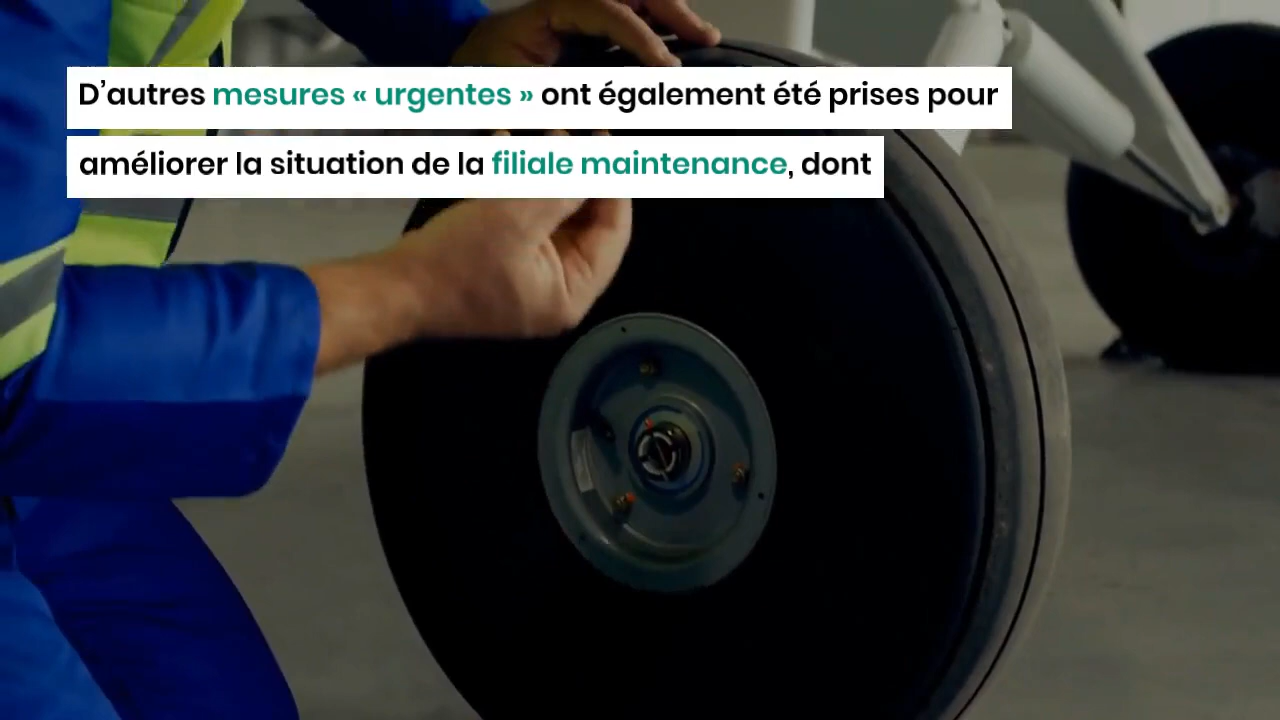 D’autres mesures « urgentes » ont également été prises pour
améliorer la situation de la filiale maintenance, dont